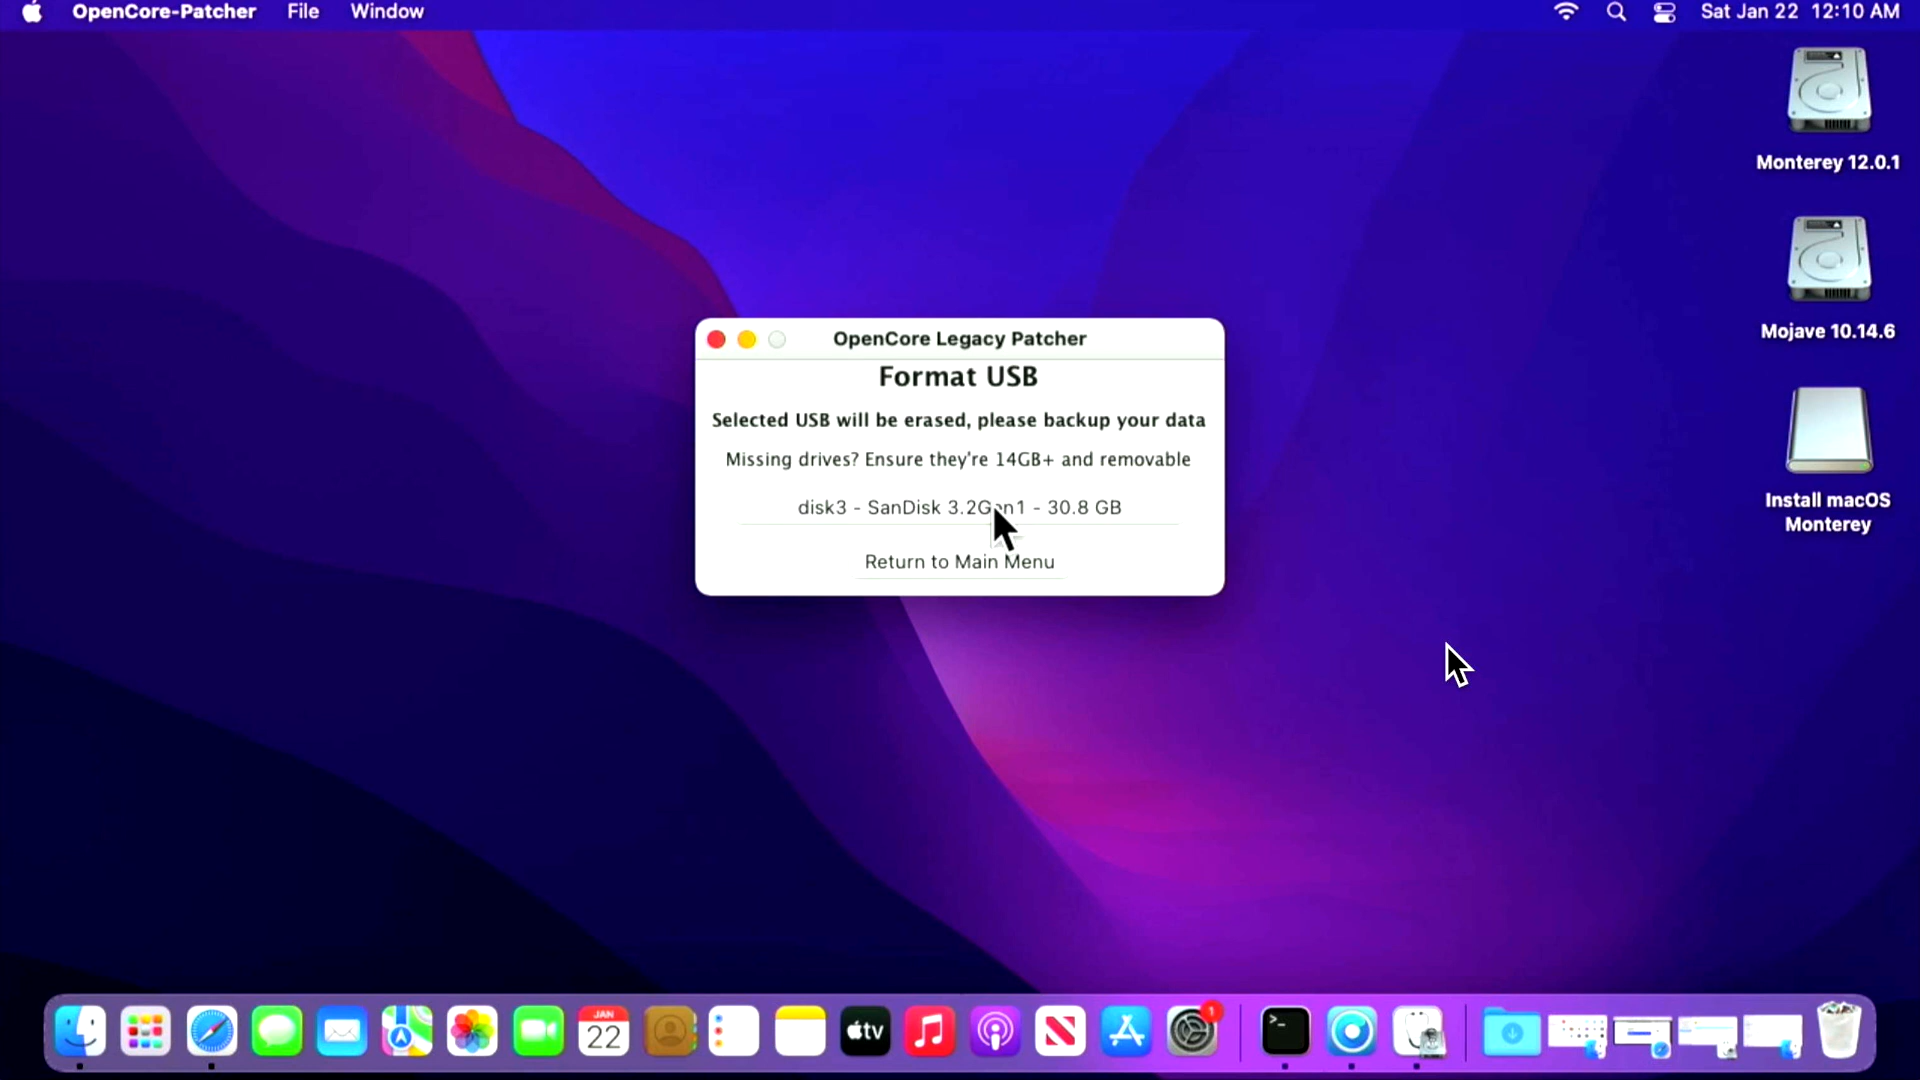 OpenCore-Patcher File Window Sat Jan 22 12:10 AM
Monterey 12.0.1
Mojave 10.14.6
Install macOS
Monterey
OpenCore Legacy Patcher
Format USB
Selected USB will be erased, please backup your data
Missing drives? Ensure they're 14GB+ and removable
disk3 - SanDisk 3.2Gen1 - 30.8 GB
Return to Main Menu
JAN
22
tv
1
>_